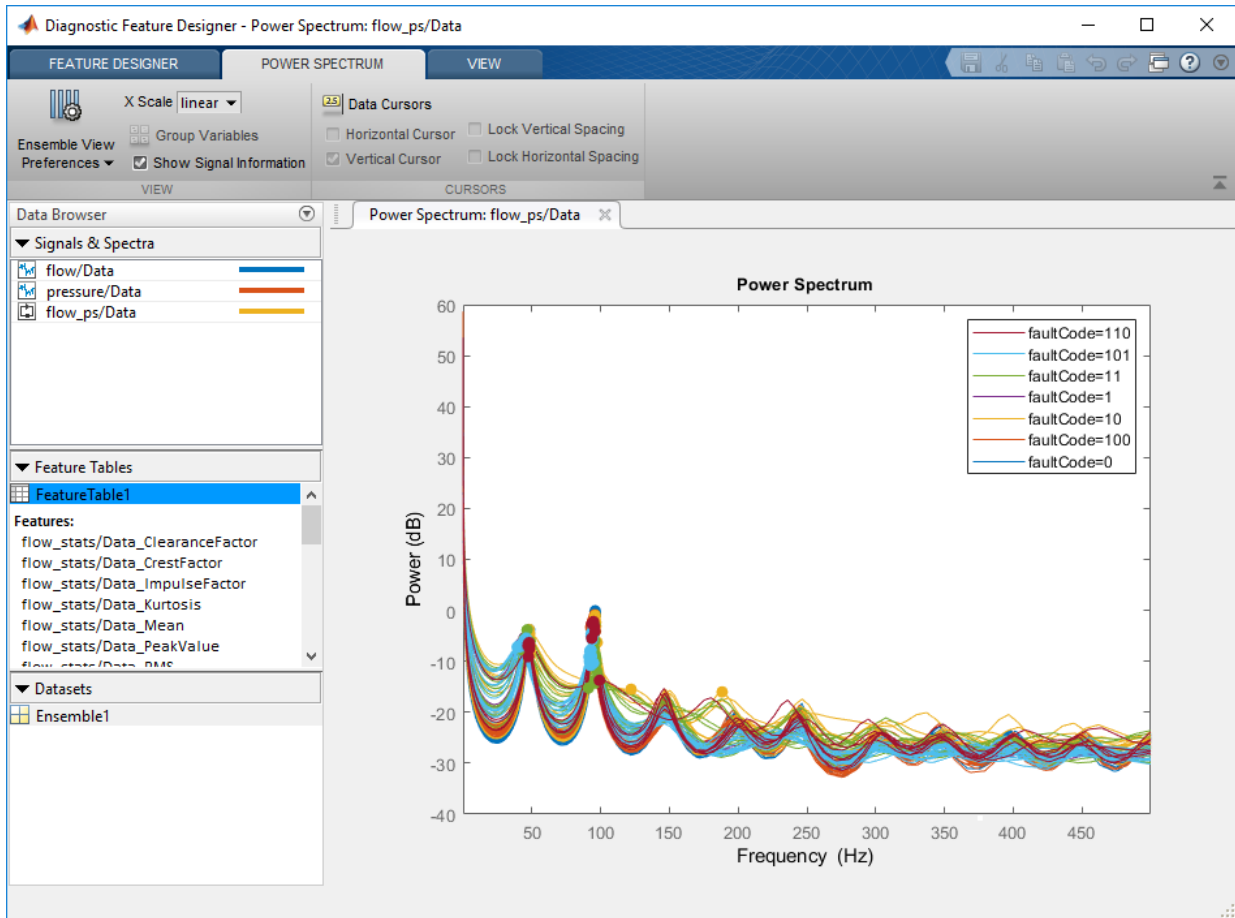 Diagnostic Feature Designer - Power Spectrum: flow_ps/Data
FEATURE DESIGNER POWER SPECTRUM VIEW
Ensemble View
Preferences
X Scale linear
Group Variables
Show Signal Information
VIEW
2.5 Data Cursors
Horizontal Cursor Lock Vertical Spacing
Vertical Cursor Lock Horizontal Spacing
CURSORS
Data Browser
Signals & Spectra
flow/Data
pressure/Data
flow_ps/Data
Feature Tables
FeatureTable1
Features:
flow_stats/Data_ClearanceFactor
flow_stats/Data_CrestFactor
flow_stats/Data_ImpulseFactor
flow_stats/Data_Kurtosis
flow_stats/Data_Mean
flow_stats/Data_PeakValue
flow_stats/Data_RMS
Datasets
Ensemble1
Power Spectrum: flow_ps/Data
Power Spectrum
60
50
40
30
20
10
0
-10
-20
-30
-40
Power (dB)
faultCode=110
faultCode=101
faultCode=11
faultCode=1
faultCode=10
faultCode=100
faultCode=0
50 100 150 200 250 300 350 400 450
Frequency (Hz)